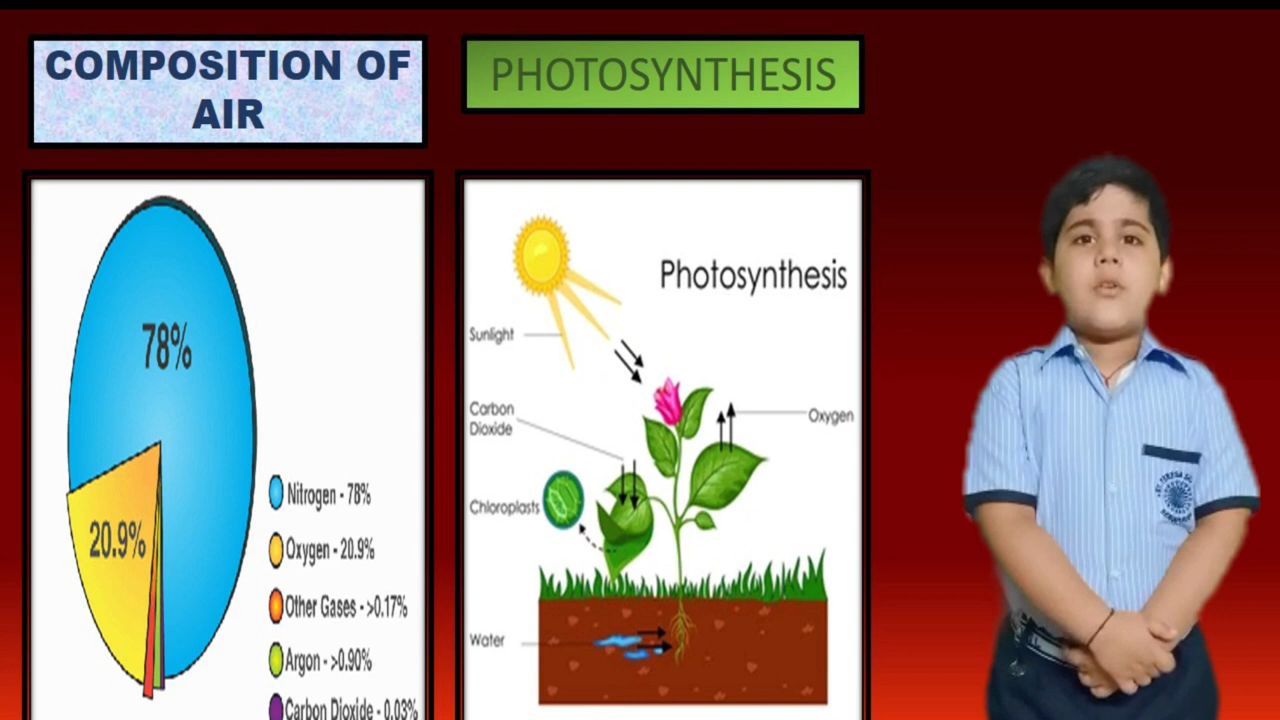 COMPOSITION OF
AIR
PHOTOSYNTHESIS
78%
20.9%
Nitrogen - 78%
Oxygen - 20.9%
Other Gases - >0.17%
Argon - >0.90%
Carbon Dioxide - 0.03%
Photosynthesis
Sunlight
Carbon
Dioxide
Oxygen
Chloroplasts
Water